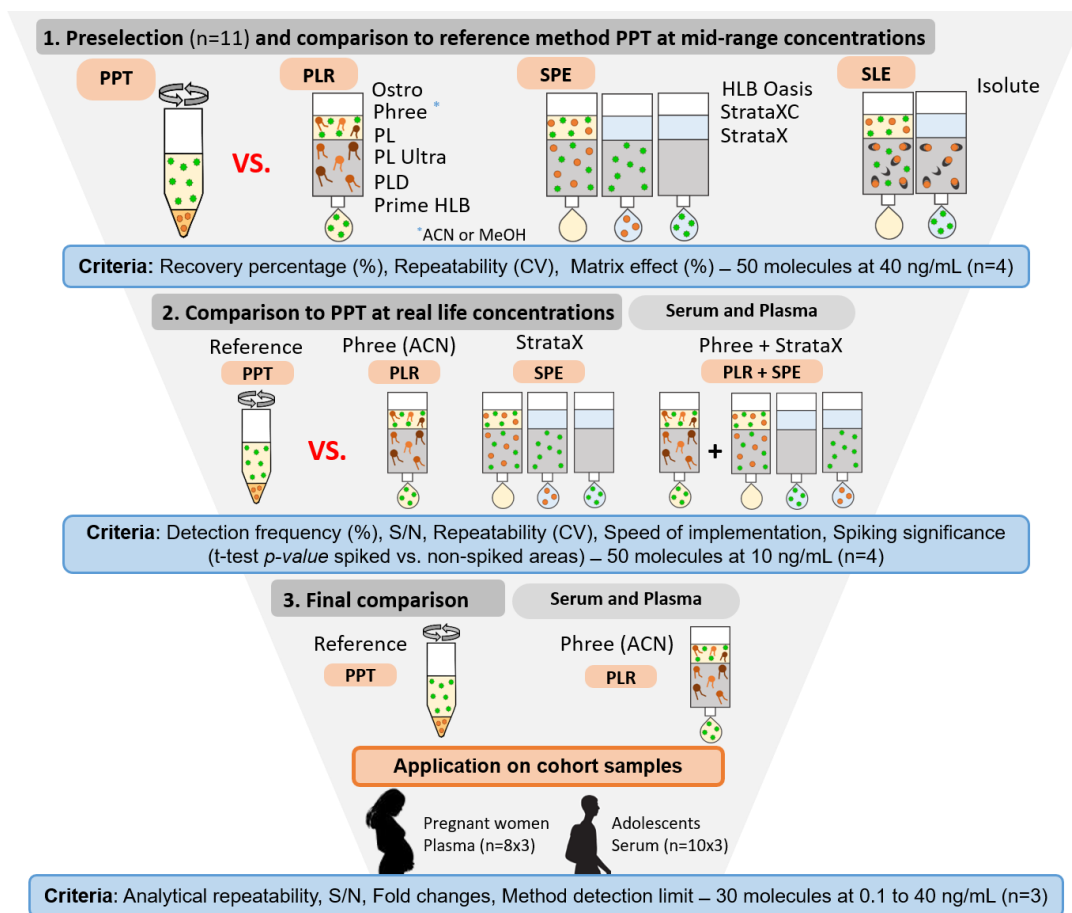 1. Preselection (n=11) and comparison to reference method PPT at mid-range concentrations
PPT
VS.
PLR
Ostro
Phree *
PL
PL Ultra
PLD
Prime HLB
*ACN or MeOH
SPE
HLB Oasis
StrataXC
StrataX
SLE
Isolute
Criteria: Recovery percentage (%), Repeatability (CV), Matrix effect (%) – 50 molecules at 40 ng/mL (n=4)
2. Comparison to PPT at real life concentrations
Serum and Plasma
Reference
PPT
VS.
Phree (ACN)
PLR
StrataX
SPE
Phree + StrataX
PLR + SPE
+
Criteria: Detection frequency (%), S/N, Repeatability (CV), Speed of implementation, Spiking significance
(t-test p-value spiked vs. non-spiked areas) – 50 molecules at 10 ng/mL (n=4)
3. Final comparison
Serum and Plasma
Reference
PPT
Phree (ACN)
PLR
Application on cohort samples
Pregnant women
Plasma (n=8x3)
Adolescents
Serum (n=10x3)
Criteria: Analytical repeatability, S/N, Fold changes, Method detection limit – 30 molecules at 0.1 to 40 ng/mL (n=3)